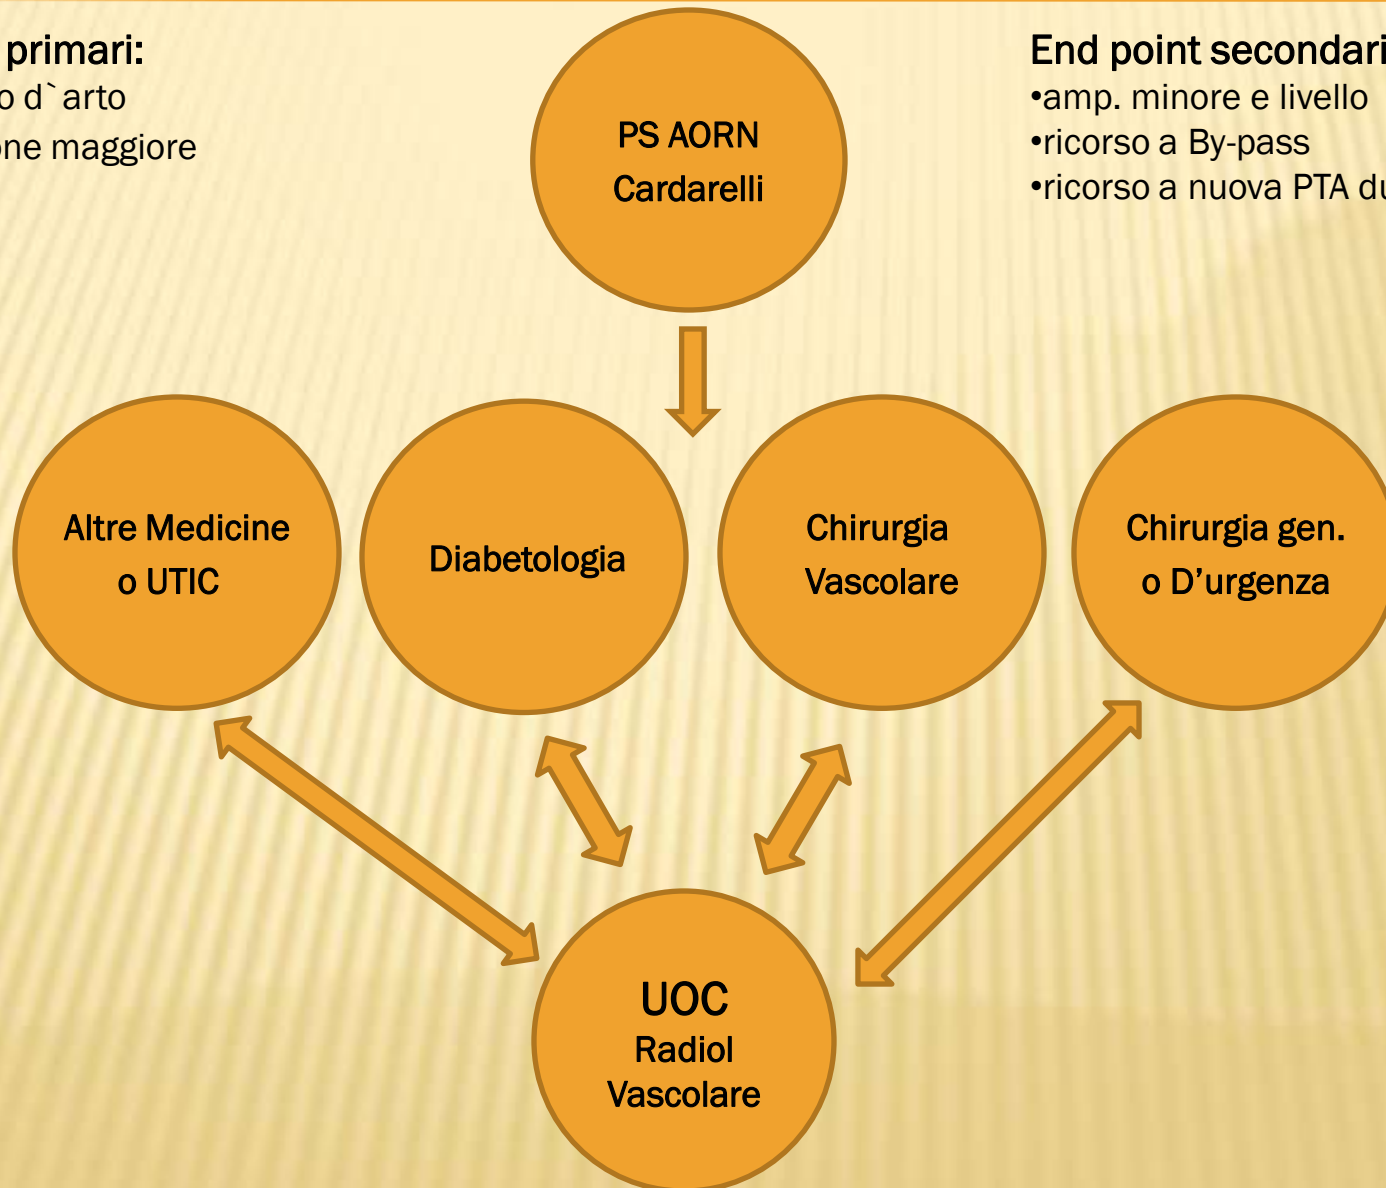 primari:
o d`arto
one maggiore
End point secondari
•amp. minore e livello
•ricorso a By-pass
•ricorso a nuova PTA du
PS AORN
Cardarelli
Altre Medicine
o UTIC
Diabetologia
Chirurgia
Vascolare
Chirurgia gen.
o D’urgenza
UOC
Radiol
Vascolare